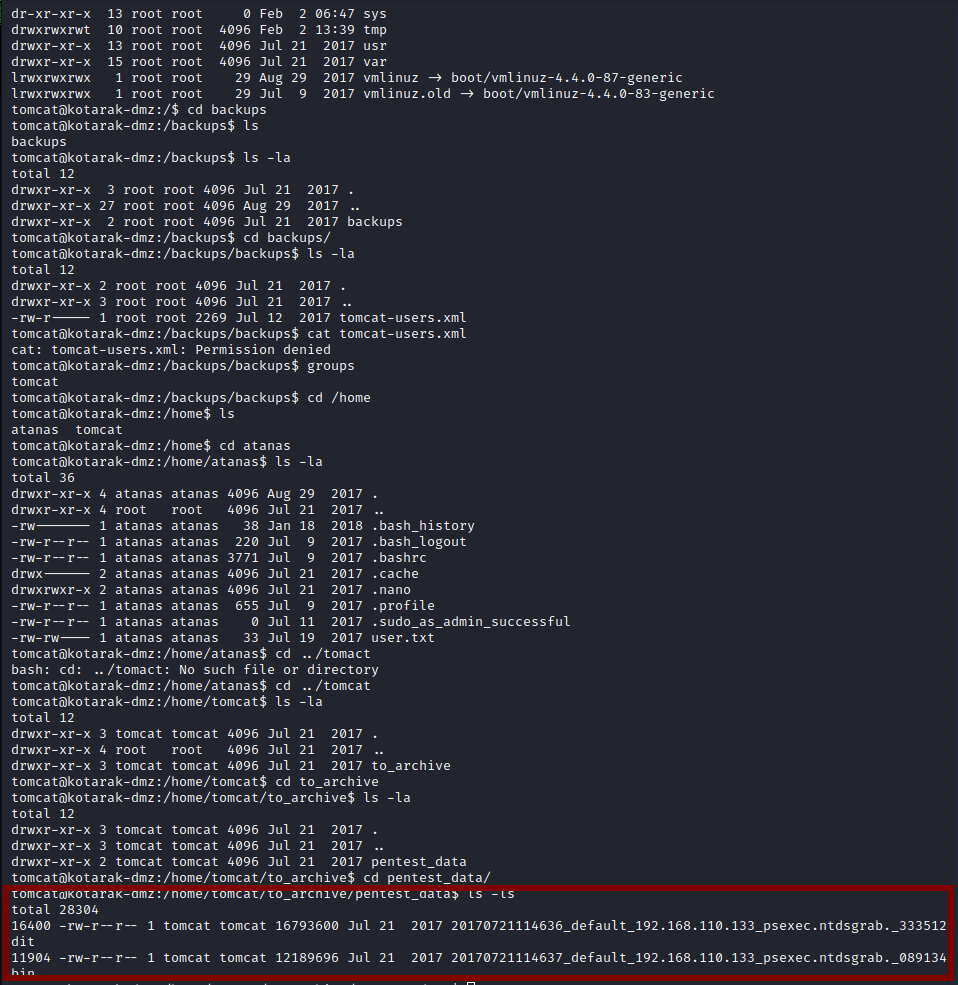 dr-xr-xr-x  13 root root     0 Feb  2 06:47 sys
drwxrwxrwt  10 root root  4096 Feb  2 13:39 tmp
drwxr-xr-x  13 root root  4096 Jul 21  2017 usr
drwxr-xr-x  15 root root  4096 Jul 21  2017 var
lrwxrwxrwx   1 root root    29 Aug 29  2017 vmlinuz -> boot/vmlinuz-4.4.0-87-generic
lrwxrwxrwx   1 root root    29 Jul  9  2017 vmlinuz.old -> boot/vmlinuz-4.4.0-83-generic
tomcat@kotarak-dmz:/$ cd backups
tomcat@kotarak-dmz:/backups$ ls
backups
tomcat@kotarak-dmz:/backups$ ls -la
total 12
drwxr-xr-x  3 root root 4096 Jul 21  2017 .
drwxr-xr-x 27 root root 4096 Aug 29  2017 ..
drwxr-xr-x  2 root root 4096 Jul 21  2017 backups
tomcat@kotarak-dmz:/backups$ cd backups/
tomcat@kotarak-dmz:/backups/backups$ ls -la
total 12
drwxr-xr-x 2 root root 4096 Jul 21  2017 .
drwxr-xr-x 3 root root 4096 Jul 21  2017 ..
-rw-r----- 1 root root 2269 Jul 12  2017 tomcat-users.xml
tomcat@kotarak-dmz:/backups/backups$ cat tomcat-users.xml
cat: tomcat-users.xml: Permission denied
tomcat@kotarak-dmz:/backups/backups$ groups
tomcat
tomcat@kotarak-dmz:/backups/backups$ cd /home
tomcat@kotarak-dmz:/home$ ls
atanas  tomcat
tomcat@kotarak-dmz:/home$ cd atanas
tomcat@kotarak-dmz:/home/atanas$ ls -la
total 36
drwxr-xr-x 4 atanas atanas 4096 Aug 29  2017 .
drwxr-xr-x 4 root   root   4096 Jul 21  2017 ..
-rw------- 1 atanas atanas   38 Jan 18  2018 .bash_history
-rw-r--r-- 1 atanas atanas  220 Jul  9  2017 .bash_logout
-rw-r--r-- 1 atanas atanas 3771 Jul  9  2017 .bashrc
drwx------ 2 atanas atanas 4096 Jul 21  2017 .cache
drwxrwxr-x 2 atanas atanas 4096 Jul 21  2017 .nano
-rw-r--r-- 1 atanas atanas  655 Jul  9  2017 .profile
-rw-r--r-- 1 atanas atanas    0 Jul 11  2017 .sudo_as_admin_successful
-rw-rw---- 1 atanas atanas   33 Jul 19  2017 user.txt
tomcat@kotarak-dmz:/home/atanas$ cd ../tomact
bash: cd: ../tomact: No such file or directory
tomcat@kotarak-dmz:/home/atanas$ cd ../tomcat
tomcat@kotarak-dmz:/home/tomcat$ ls -la
total 12
drwxr-xr-x 3 tomcat tomcat 4096 Jul 21  2017 .
drwxr-xr-x 4 root   root   4096 Jul 21  2017 ..
drwxr-xr-x 3 tomcat tomcat 4096 Jul 21  2017 to_archive
tomcat@kotarak-dmz:/home/tomcat$ cd to_archive
tomcat@kotarak-dmz:/home/tomcat/to_archive$ ls -la
total 12
drwxr-xr-x 3 tomcat tomcat 4096 Jul 21  2017 .
drwxr-xr-x 3 tomcat tomcat 4096 Jul 21  2017 ..
drwxr-xr-x 2 tomcat tomcat 4096 Jul 21  2017 pentest_data
tomcat@kotarak-dmz:/home/tomcat/to_archive$ cd pentest_data/
tomcat@kotarak-dmz:/home/tomcat/to_archive/pentest_data$ ls -ls
total 28304
16400 -rw-r--r-- 1 tomcat tomcat 16793600 Jul 21  2017 20170721114636_default_192.168.110.133_psexec.ntdsgrab._333512
dit
11904 -rw-r--r-- 1 tomcat tomcat 12189696 Jul 21  2017 20170721114637_default_192.168.110.133_psexec.ntdsgrab._089134
bin